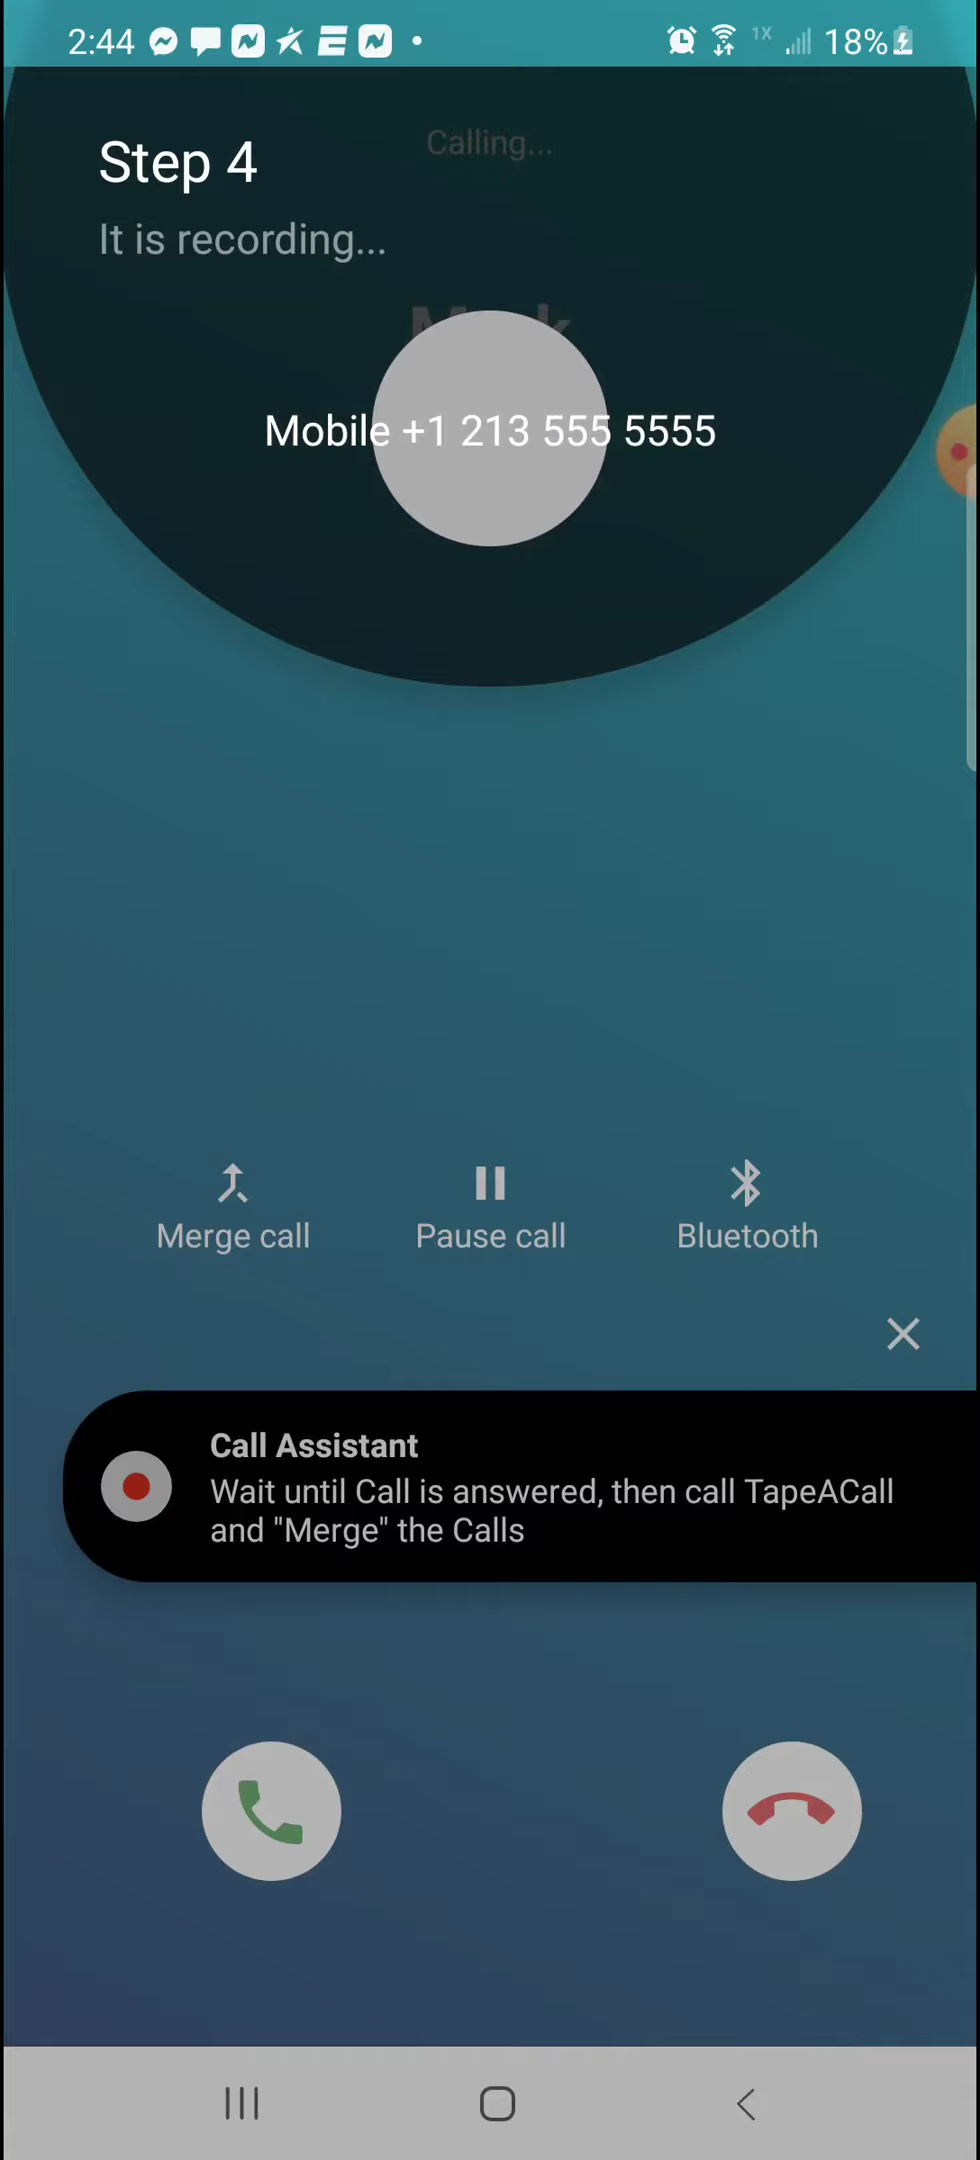 2:44
1X
18%
Calling...
Step 4
It is recording...
Mobile +1 213 555 5555
Merge call
Pause call
Bluetooth
Call Assistant
Wait until Call is answered, then call TapeACall
and "Merge" the Calls